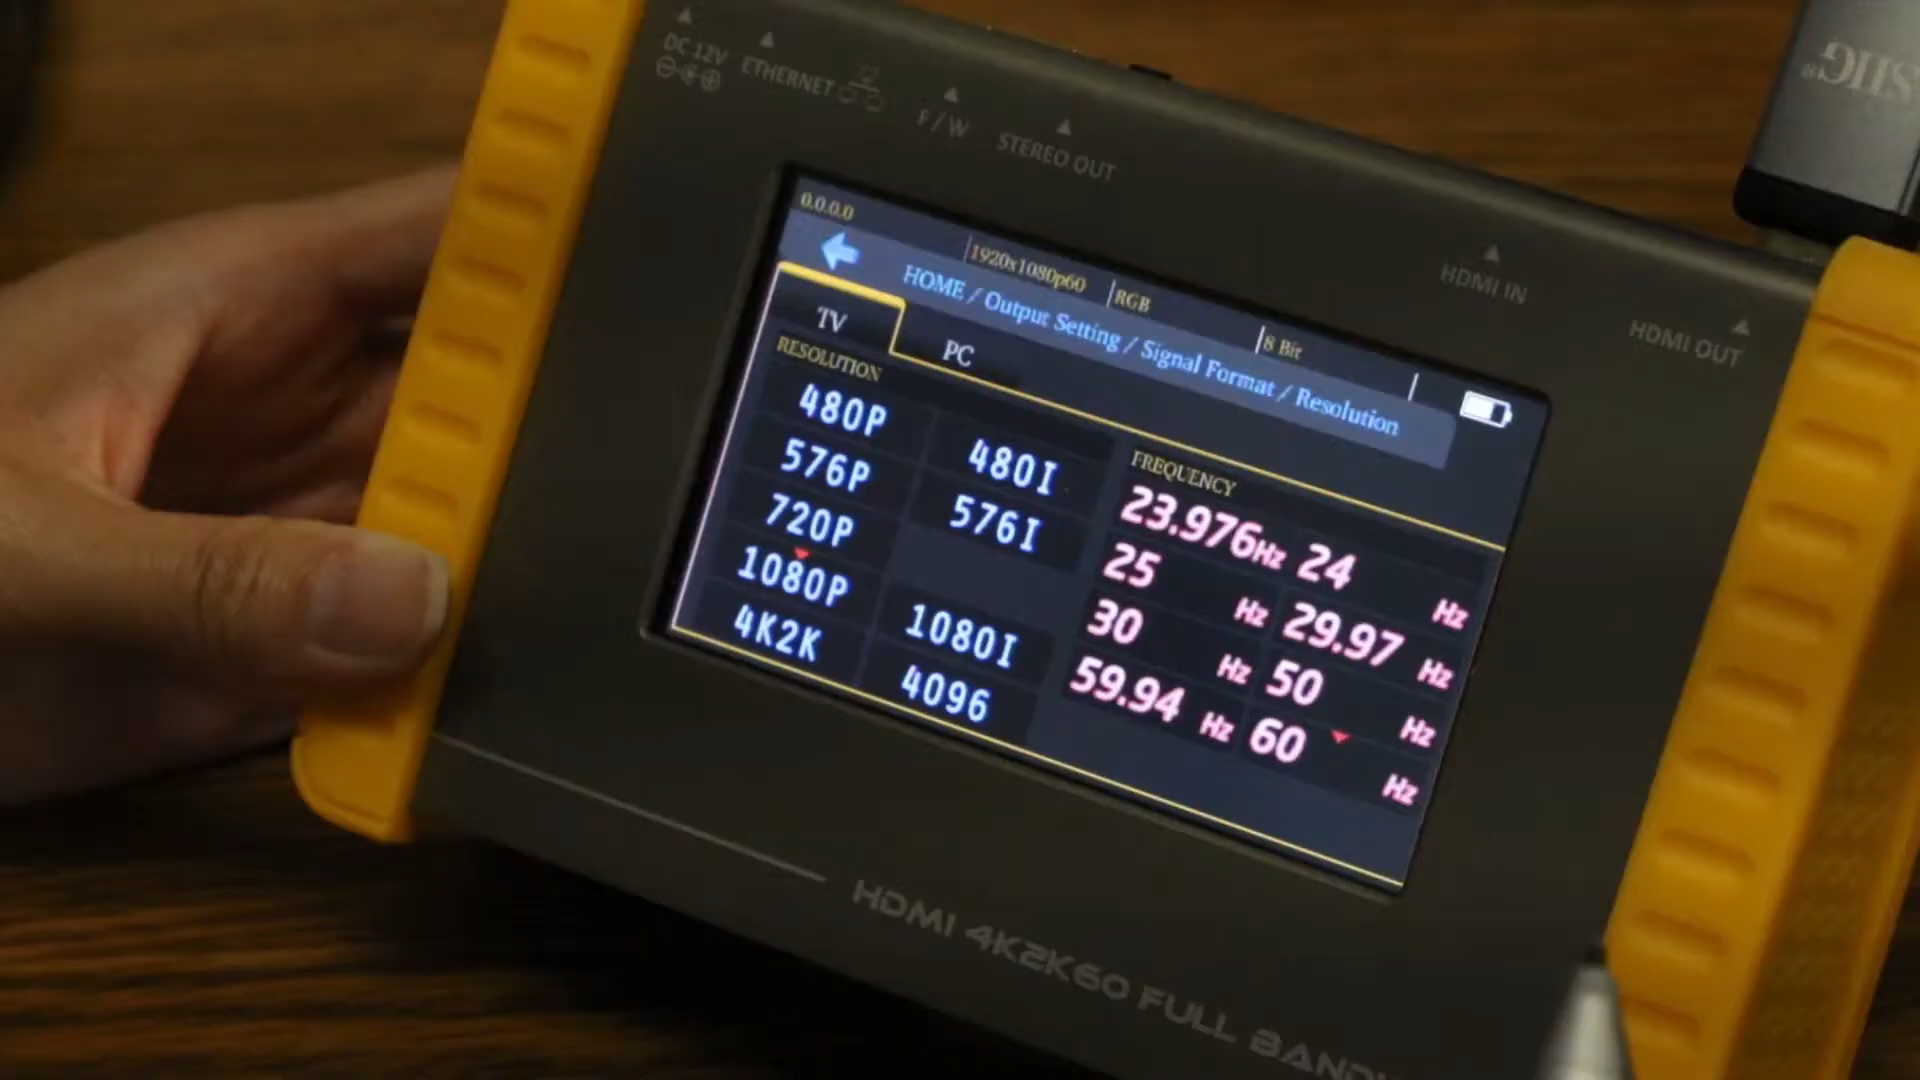 DC 12V
ETHERNET
F/W
STEREO OUT
HDMI IN
HDMI OUT
SIIG®
0.0.0.0
1920x1080p60
RGB
8 Bit
HOME / Output Setting / Signal Format / Resolution
TV
PC
RESOLUTION
480P 480I
576P 576I
720P
1080P 1080I
4K2K 4096
FREQUENCY
23.976Hz 24 Hz
25 Hz 29.97 Hz
30 Hz 50 Hz
59.94 Hz 60 Hz
HDMI 4K2K60 FULL